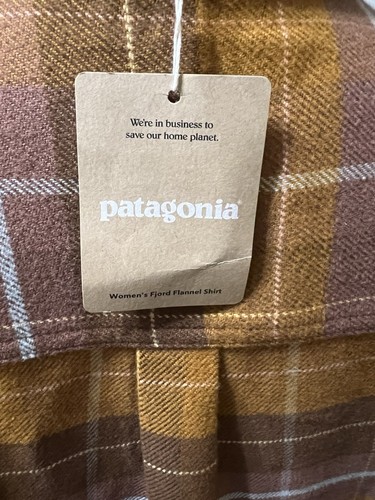 We're in business to
save our home planet.
patagonia®
Women's Fjord Flannel Shirt